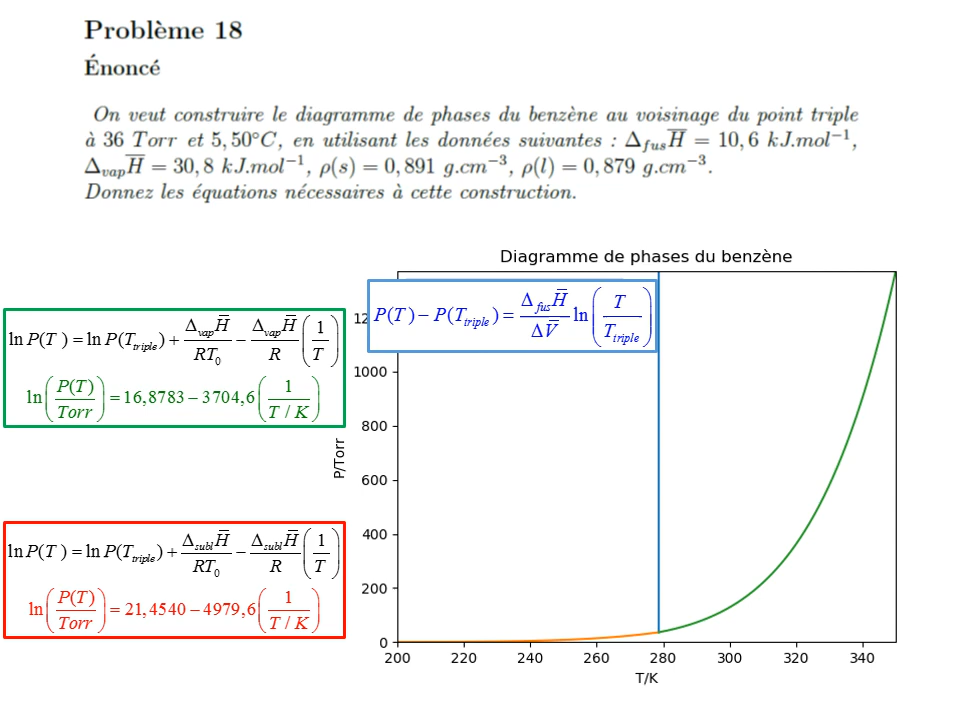 Problème 18
Énoncé
On veut construire le diagramme de phases du benzène au voisinage du point triple
à 36 Torr et 5,50°C, en utilisant les données suivantes : Δ_fus H̅ = 10,6 kJ.mol⁻¹,
Δ_vap H̅ = 30,8 kJ.mol⁻¹, ρ(s) = 0,891 g.cm⁻³, ρ(l) = 0,879 g.cm⁻³.
Donnez les équations nécessaires à cette construction.
Diagramme de phases du benzène
P(T) − P(T_triple) = (Δ_fus H̅ / ΔV̅) ln(T / T_triple)
ln P(T) = ln P(T_triple) + Δ_vap H̅ / RT₀ − (Δ_vap H̅ / R)(1 / T)
ln(P(T) / Torr) = 16,8783 − 3704,6(1 / (T / K))
ln P(T) = ln P(T_triple) + Δ_subl H̅ / RT₀ − (Δ_subl H̅ / R)(1 / T)
ln(P(T) / Torr) = 21,4540 − 4979,6(1 / (T / K))
P/Torr
1000
800
600
400
200
0
200 220 240 260 280 300 320 340
T/K